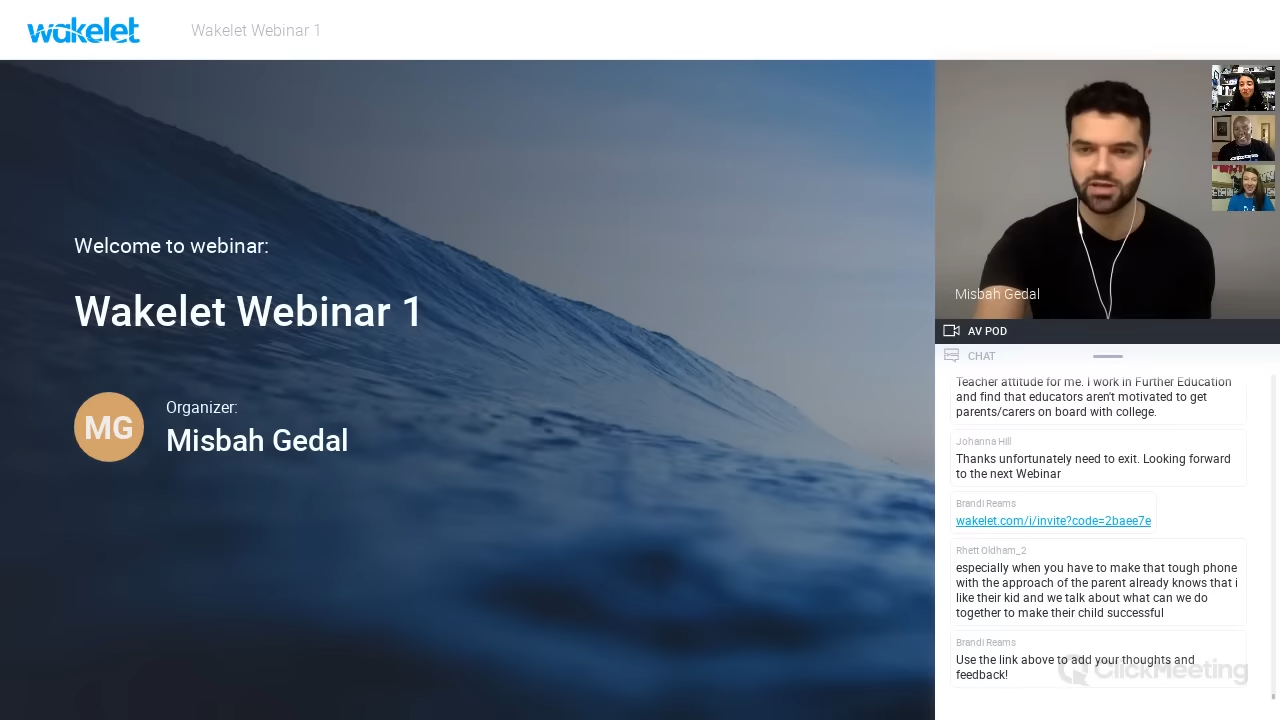 wakelet
Wakelet Webinar 1
Welcome to webinar:
Wakelet Webinar 1
MG
Organizer:
Misbah Gedal
Misbah Gedal
AV POD
CHAT
Teacher attitude for me. I work in Further Education
and find that educators aren't motivated to get
parents/carers on board with college.
Johanna Hill
Thanks unfortunately need to exit. Looking forward
to the next Webinar
Brandi Reams
wakelet.com/i/invite?code=2baee7e
Rhett Oldham_2
especially when you have to make that tough phone
with the approach of the parent already knows that i
like their kid and we talk about what can we do
together to make their child successful
Brandi Reams
Use the link above to add your thoughts and
feedback!
ClickMeeting